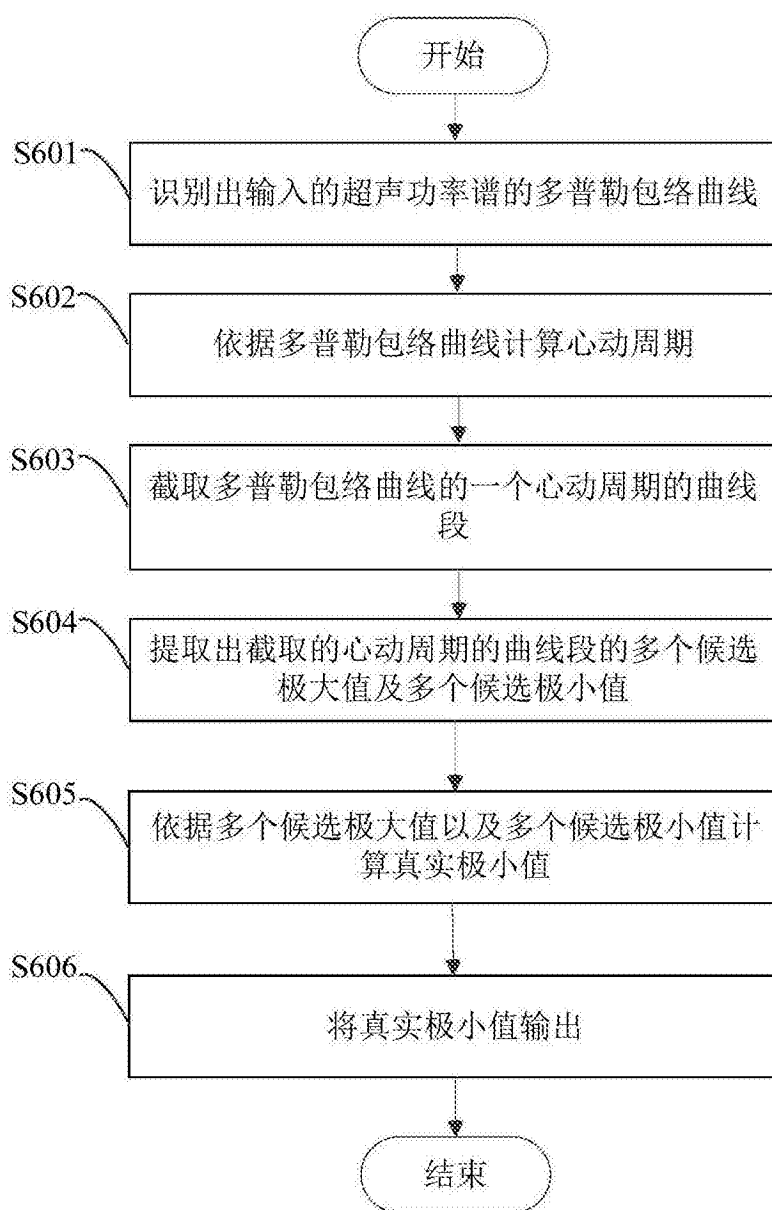 开始
S601
识别出输入的超声功率谱的多普勒包络曲线
S602
依据多普勒包络曲线计算心动周期
S603
截取多普勒包络曲线的一个心动周期的曲线
段
S604
提取出截取的心动周期的曲线段的多个候选
极大值及多个候选极小值
S605
依据多个候选极大值以及多个候选极小值计
算真实极小值
S606
将真实极小值输出
结束